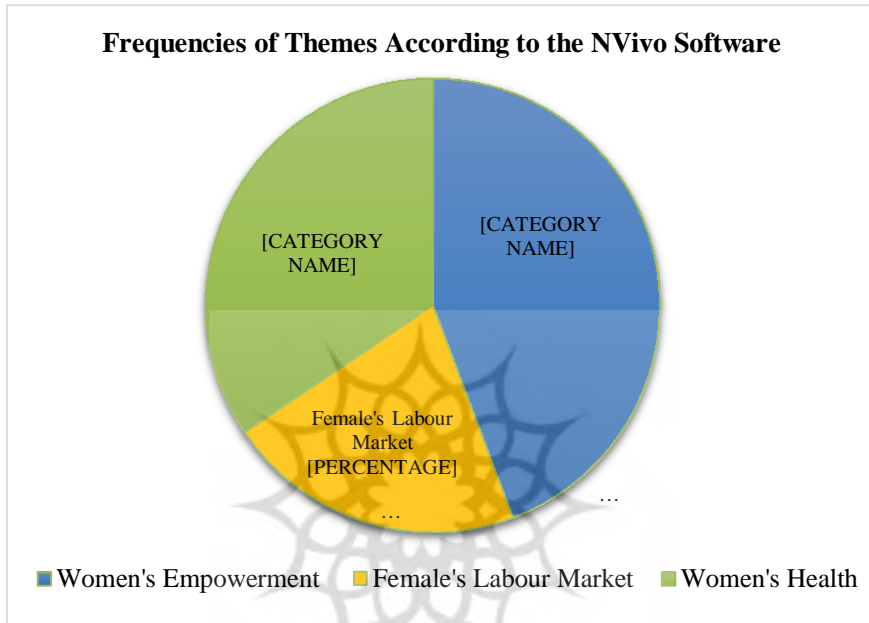 Frequencies of Themes According to the NVivo Software
[CATEGORY
NAME]
[CATEGORY
NAME]
Female's Labour
Market
[PERCENTAGE]
…
…
Women's Empowerment
Female's Labour Market
Women's Health